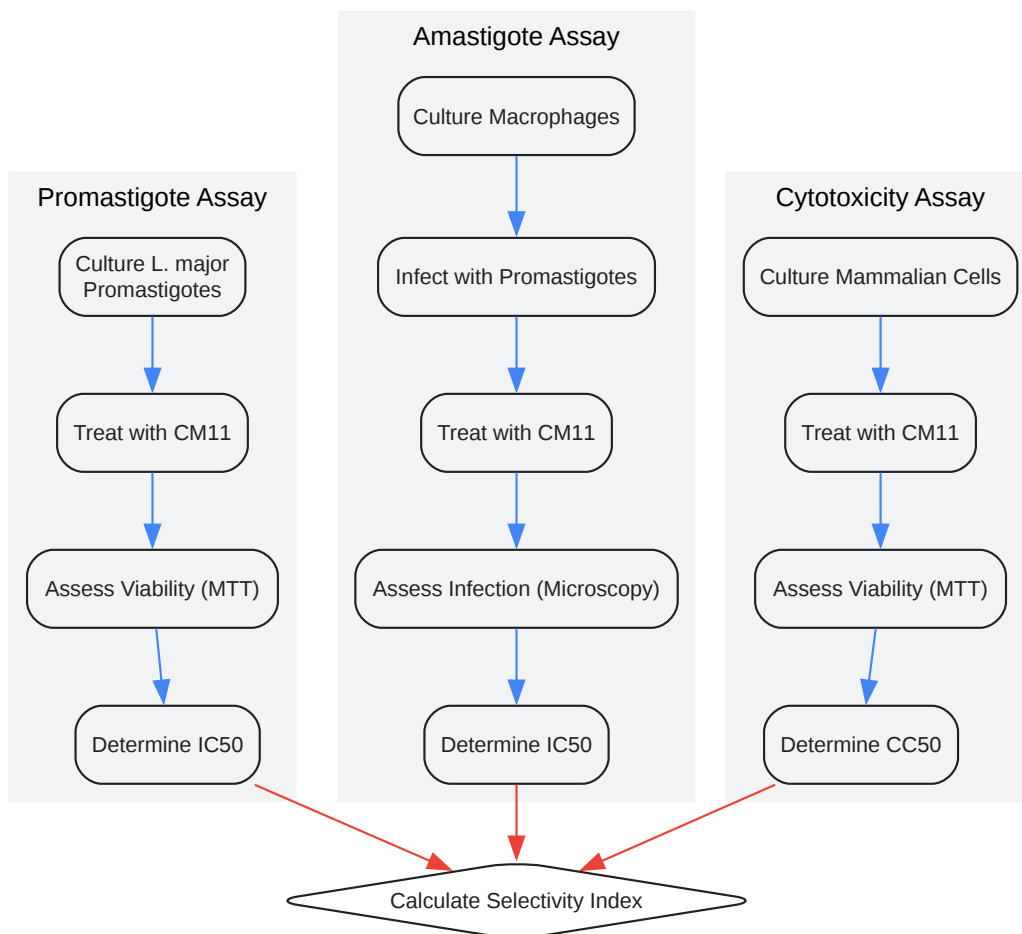 Promastigote Assay
Culture L. major
Promastigotes
Treat with CM11
Assess Viability (MTT)
Determine IC50
Amastigote Assay
Culture Macrophages
Infect with Promastigotes
Treat with CM11
Assess Infection (Microscopy)
Determine IC50
Cytotoxicity Assay
Culture Mammalian Cells
Treat with CM11
Assess Viability (MTT)
Determine CC50
Calculate Selectivity Index